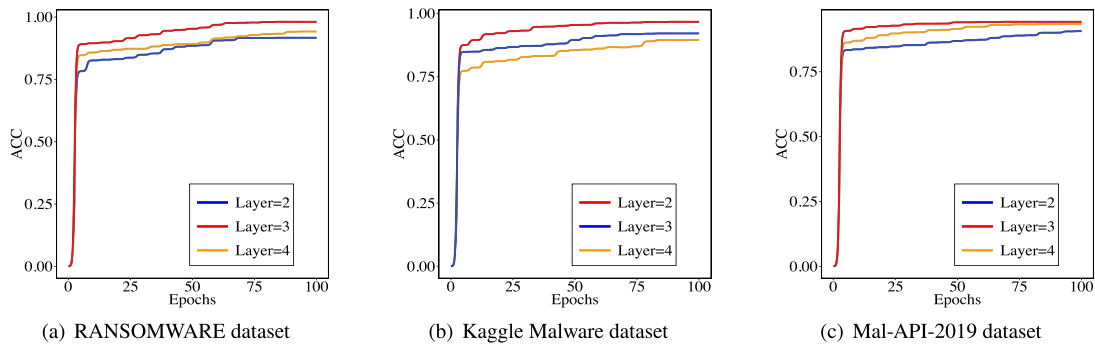 1.00
0.75
0.50
0.25
0.00
ACC
0 25 50 75 100
Epochs
Layer=2
Layer=3
Layer=4
(a) RANSOMWARE dataset
1.00
0.75
0.50
0.25
0.00
ACC
0 25 50 75 100
Epochs
Layer=2
Layer=3
Layer=4
(b) Kaggle Malware dataset
0.75
0.50
0.25
0.00
ACC
0 25 50 75 100
Epochs
Layer=2
Layer=3
Layer=4
(c) Mal-API-2019 dataset